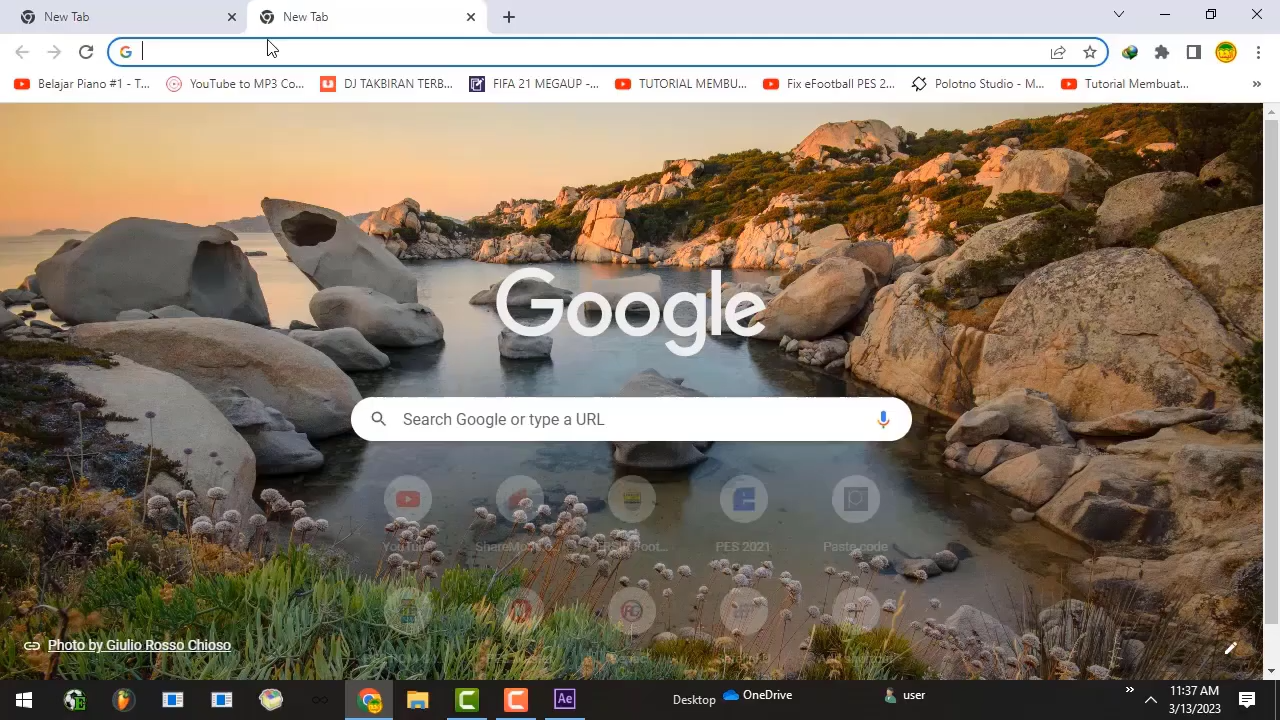 New Tab
New Tab
Belajar Piano #1 - T...
YouTube to MP3 Co...
DJ TAKBIRAN TERB...
FIFA 21 MEGAUP -...
TUTORIAL MEMBU...
Fix eFootball PES 2...
Polotno Studio - M...
Tutorial Membuat...
»
Google
Search Google or type a URL
YouTube
PES 2021
Paste code
Photo by Giulio Rosso Chioso
Ae
Desktop
OneDrive
user
»
11:37 AM
3/13/2023